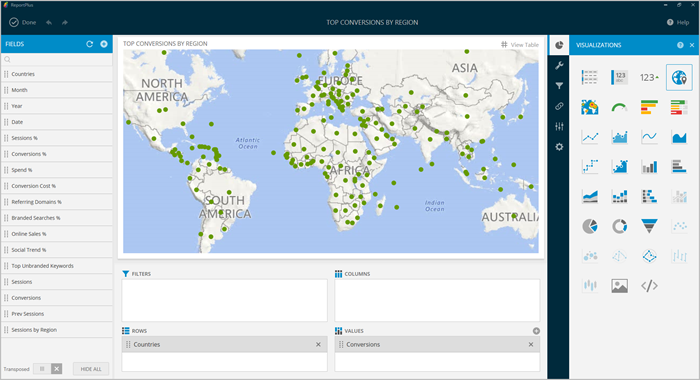 ReportPlus
Done
TOP CONVERSIONS BY REGION
Help
FIELDS
Countries
Month
Year
Date
Sessions %
Conversions %
Spend %
Conversion Cost %
Referring Domains %
Branded Searches %
Online Sales %
Social Trend %
Top Unbranded Keywords
Sessions
Conversions
Prev Sessions
Sessions by Region
Transposed
HIDE ALL
TOP CONVERSIONS BY REGION
View Table
NORTH
AMERICA
EUROPE
ASIA
Atlantic
Ocean
AFRICA
SOUTH
AMERICA
Indian
Ocean
AUSTRALIA
FILTERS
COLUMNS
ROWS
Countries
VALUES
Conversions
VISUALIZATIONS
123
123